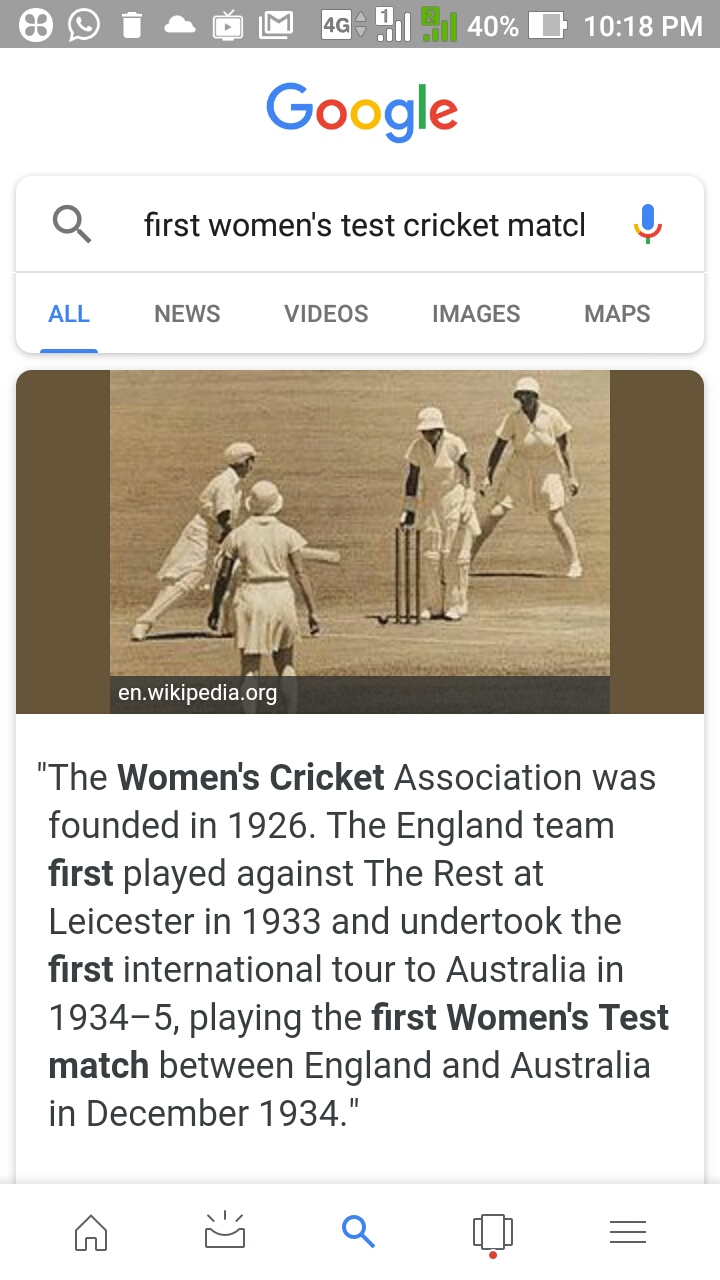 4G 1 2 40% 10:18 PM
Google
first women's test cricket matcl
ALL NEWS VIDEOS IMAGES MAPS
en.wikipedia.org
"The Women's Cricket Association was
founded in 1926. The England team
first played against The Rest at
Leicester in 1933 and undertook the
first international tour to Australia in
1934–5, playing the first Women's Test
match between England and Australia
in December 1934."